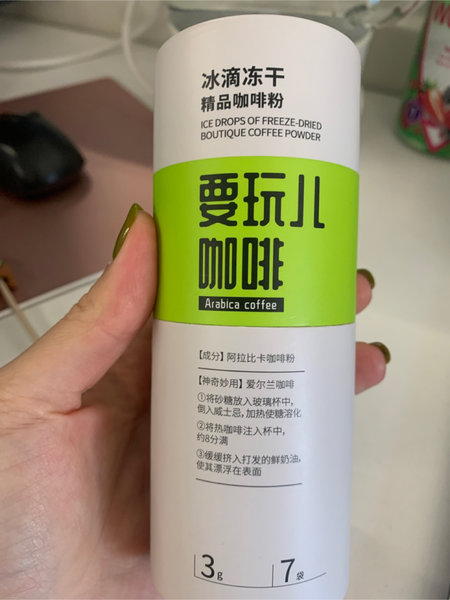 冰滴冻干
精品咖啡粉
ICE DROPS OF FREEZE-DRIED
BOUTIQUE COFFEE POWDER
要玩儿
咖啡
Arabica coffee
【成分】阿拉比卡咖啡粉
【神奇妙用】爱尔兰咖啡
①将砂糖放入玻璃杯中,
倒入威士忌,加热使糖溶化
②将热咖啡注入杯中,
约8分满
③缓缓挤入打发的鲜奶油,
使其漂浮在表面
3g 7袋